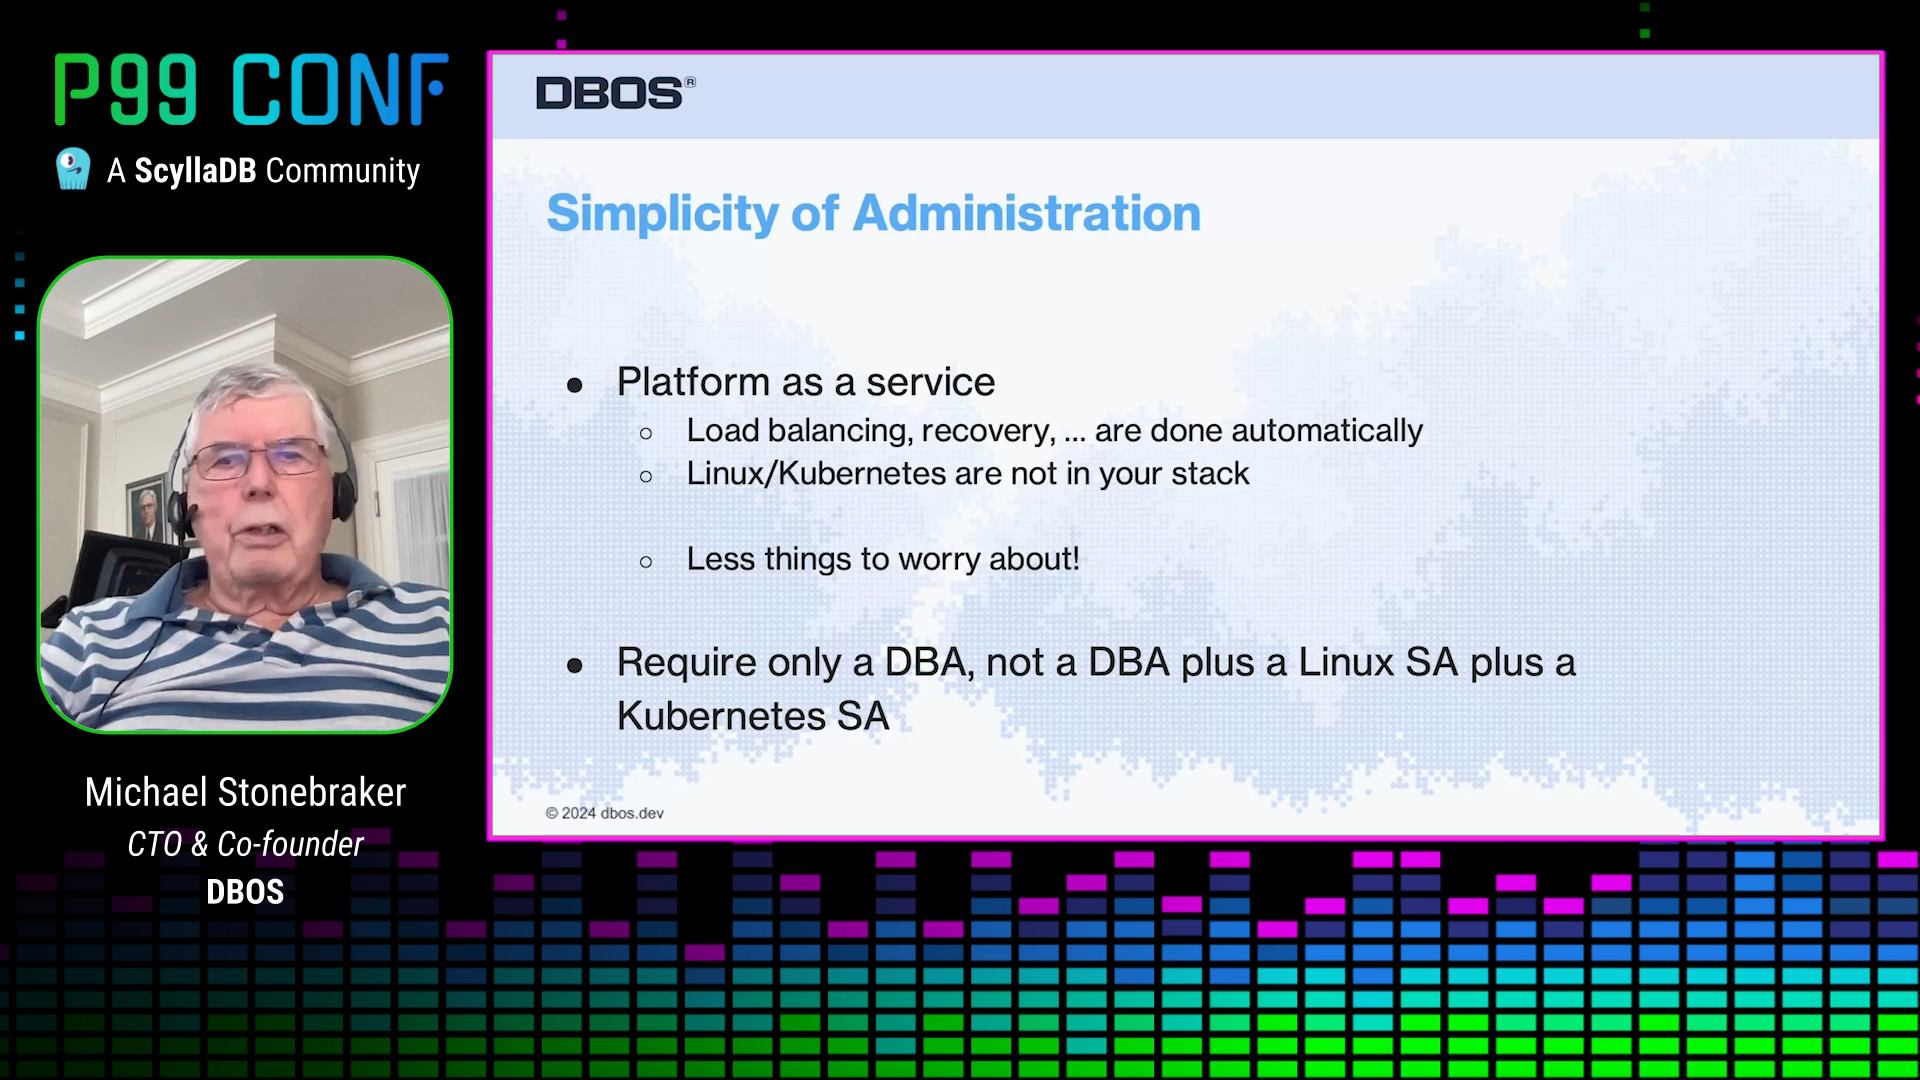 P99 CONF
A ScyllaDB Community
Michael Stonebraker
CTO & Co-founder
DBOS
DBOS®
Simplicity of Administration
● Platform as a service
○ Load balancing, recovery, ... are done automatically
○ Linux/Kubernetes are not in your stack
○ Less things to worry about!
● Require only a DBA, not a DBA plus a Linux SA plus a
Kubernetes SA
© 2024 dbos.dev